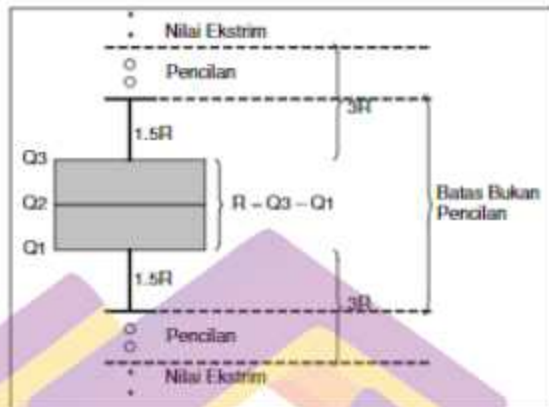 Nilai Ekstrim
Pencilan
3R
1.5R
Q3
Q2
R = Q3 - Q1
Batas Bukan
Pencilan
Q1
1.5R
3R
Pencilan
Nilai Ekstrim